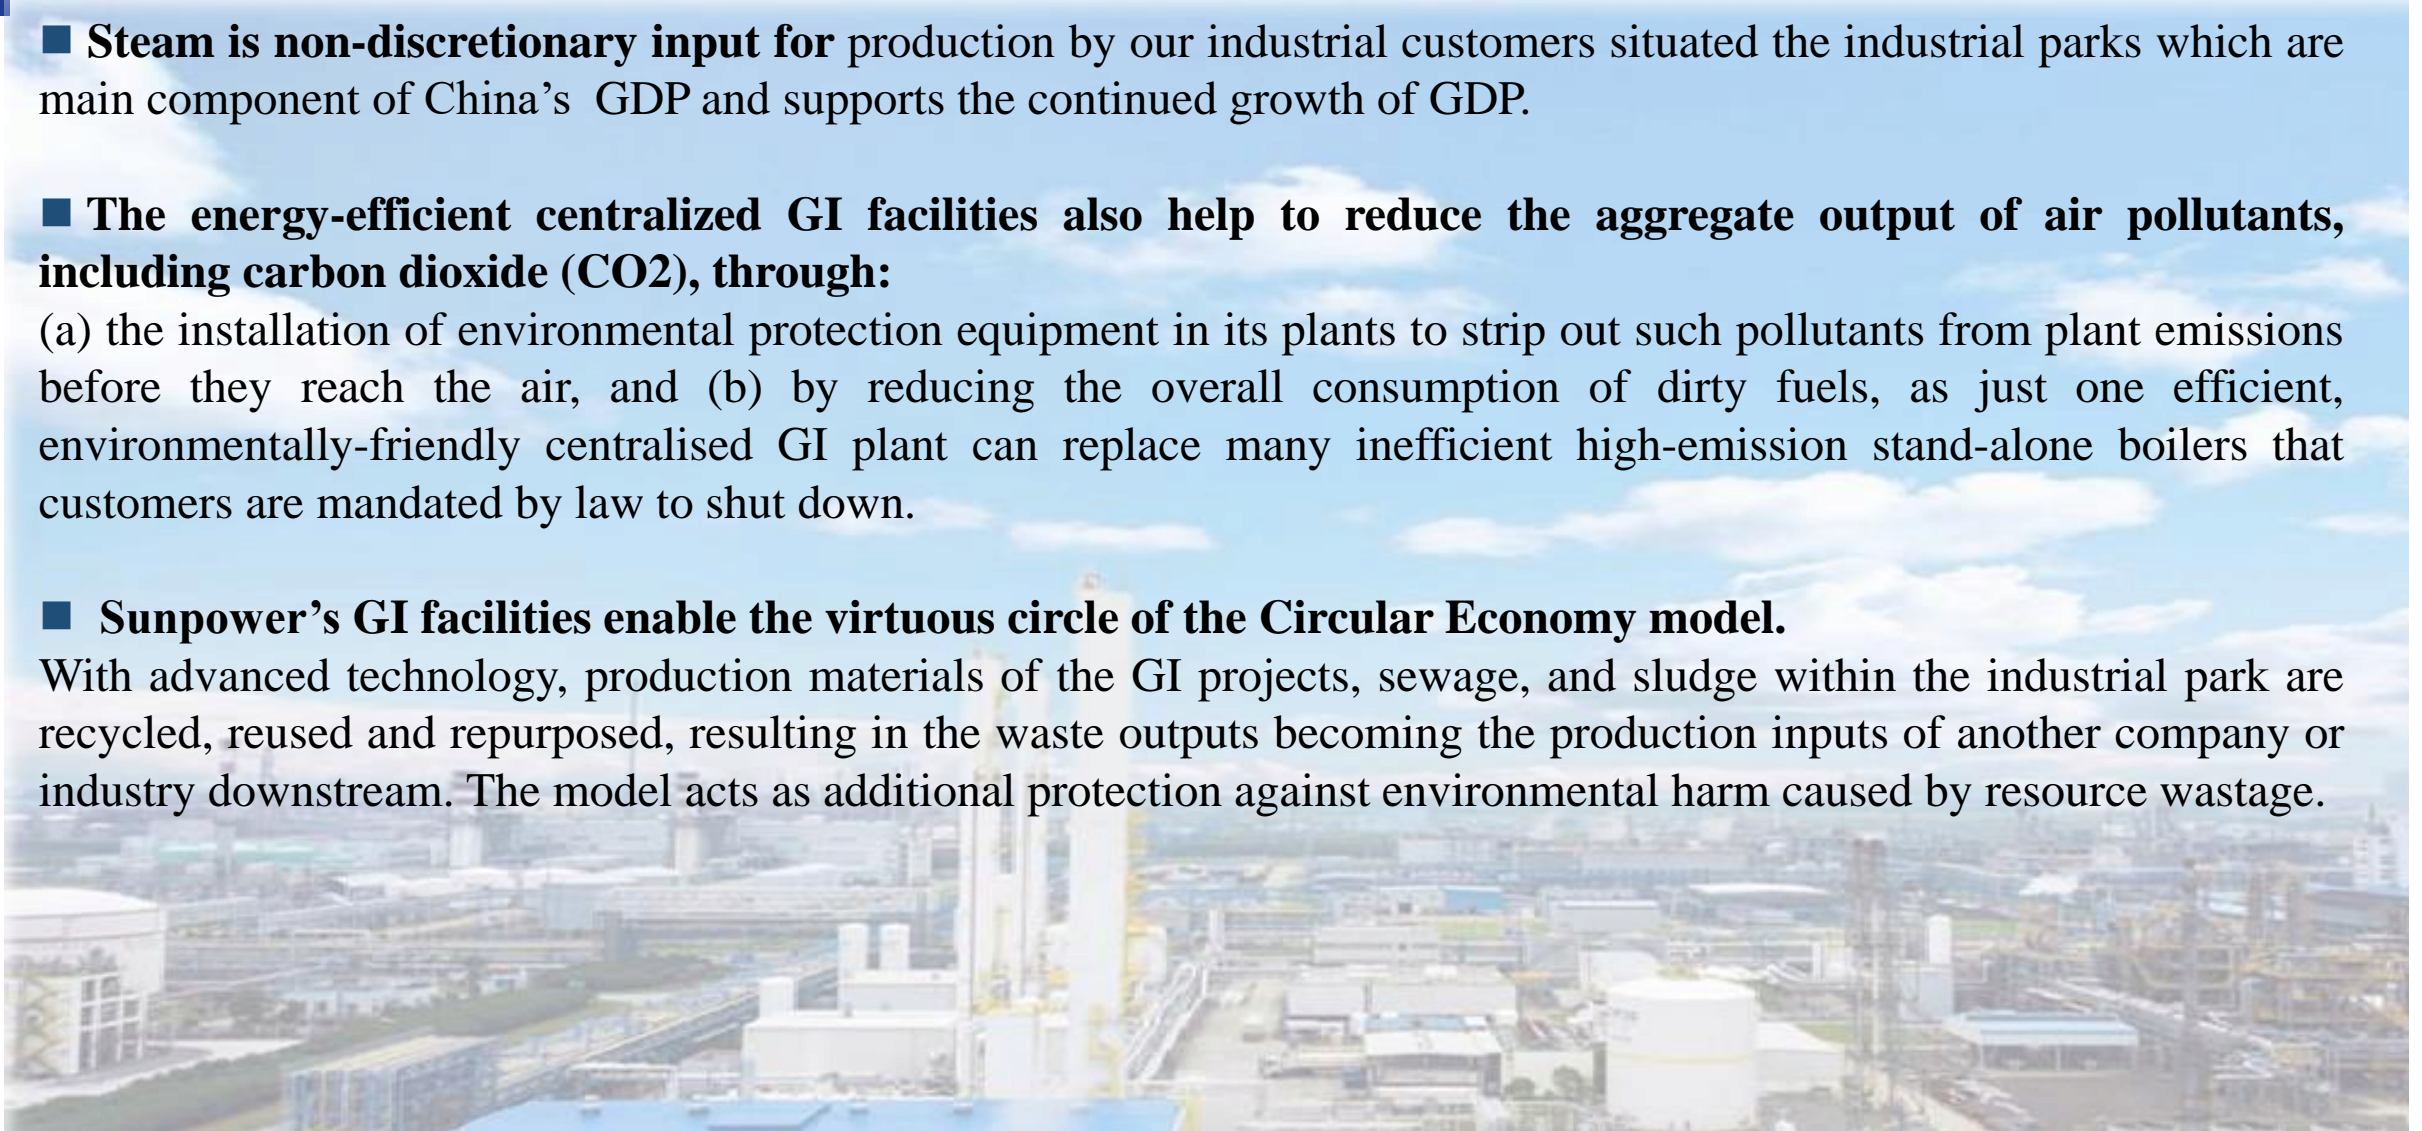 ■ Steam is non-discretionary input for production by our industrial customers situated the industrial parks which are
main component of China’s  GDP and supports the continued growth of GDP.
■ The energy-efficient centralized GI facilities also help to reduce the aggregate output of air pollutants,
including carbon dioxide (CO2), through:
(a) the installation of environmental protection equipment in its plants to strip out such pollutants from plant emissions
before they reach the air, and (b) by reducing the overall consumption of dirty fuels, as just one efficient,
environmentally-friendly centralised GI plant can replace many inefficient high-emission stand-alone boilers that
customers are mandated by law to shut down.
■ Sunpower’s GI facilities enable the virtuous circle of the Circular Economy model.
With advanced technology, production materials of the GI projects, sewage, and sludge within the industrial park are
recycled, reused and repurposed, resulting in the waste outputs becoming the production inputs of another company or
industry downstream. The model acts as additional protection against environmental harm caused by resource wastage.